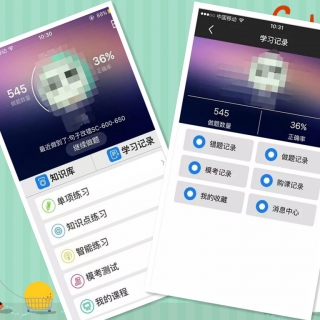 10:30
545
做题数量
36%
正确率
最近做到了:句子改错SC-600-650
继续做题
知识库
学习记录
单项练习
知识点练习
智能练习
模考测试
我的课程
中国移动
10:31
学习记录
545
做题数量
36%
正确率
错题记录
做题记录
模考记录
购课记录
我的收藏
消息中心